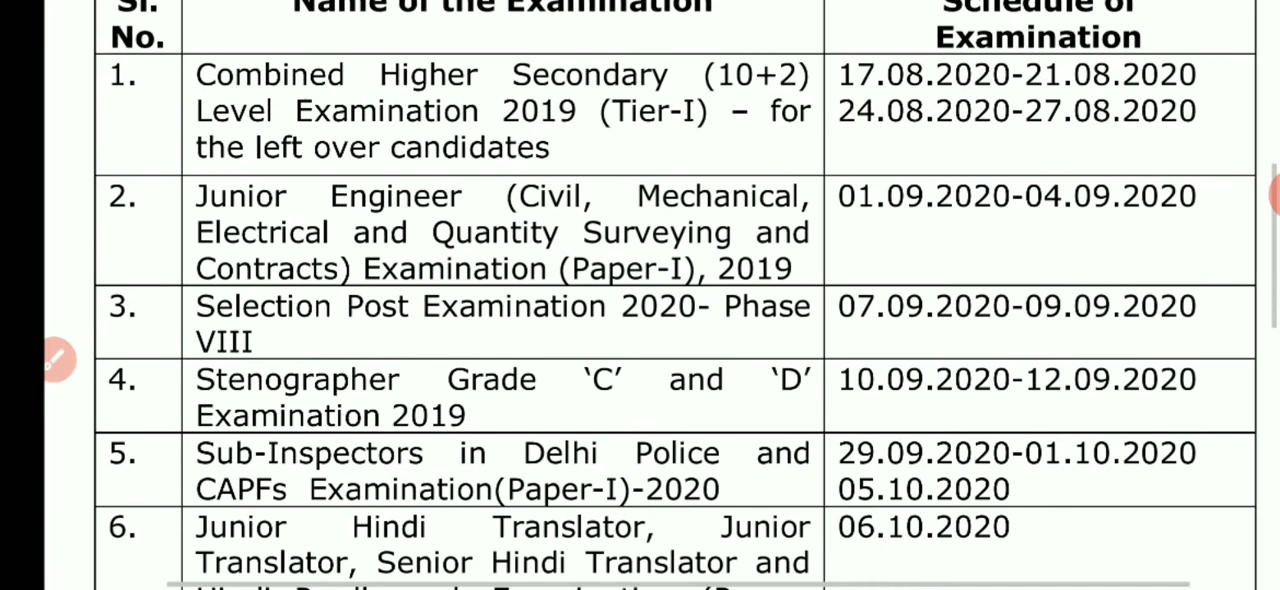 Sl. Name of the Examination Schedule of
No. Examination
1. Combined Higher Secondary (10+2) 17.08.2020-21.08.2020
Level Examination 2019 (Tier-I) – for 24.08.2020-27.08.2020
the left over candidates
2. Junior Engineer (Civil, Mechanical, 01.09.2020-04.09.2020
Electrical and Quantity Surveying and
Contracts) Examination (Paper-I), 2019
3. Selection Post Examination 2020- Phase 07.09.2020-09.09.2020
VIII
4. Stenographer Grade ‘C’ and ‘D’ 10.09.2020-12.09.2020
Examination 2019
5. Sub-Inspectors in Delhi Police and 29.09.2020-01.10.2020
CAPFs Examination(Paper-I)-2020 05.10.2020
6. Junior Hindi Translator, Junior 06.10.2020
Translator, Senior Hindi Translator and